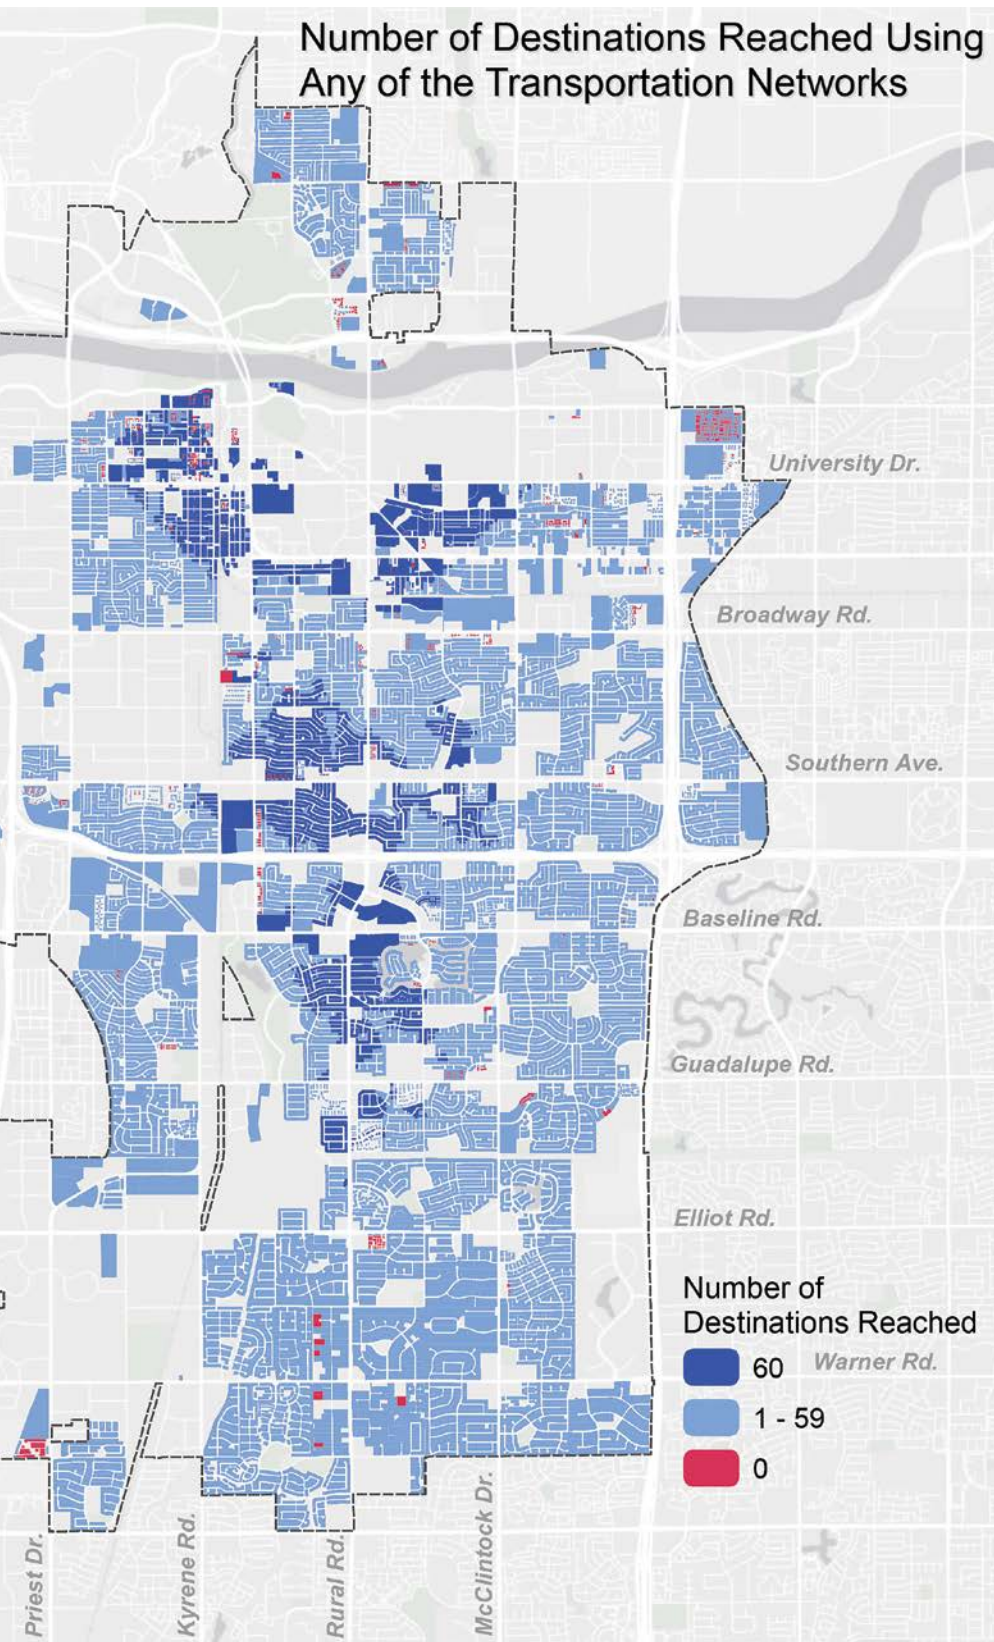 Number of Destinations Reached Using
Any of the Transportation Networks
University Dr.
Broadway Rd.
Southern Ave.
Baseline Rd.
Guadalupe Rd.
Elliot Rd.
Number of
Destinations Reached
60
Warner Rd.
1 - 59
0
Priest Dr.
Kyrene Rd.
Rural Rd.
McClintock Dr.